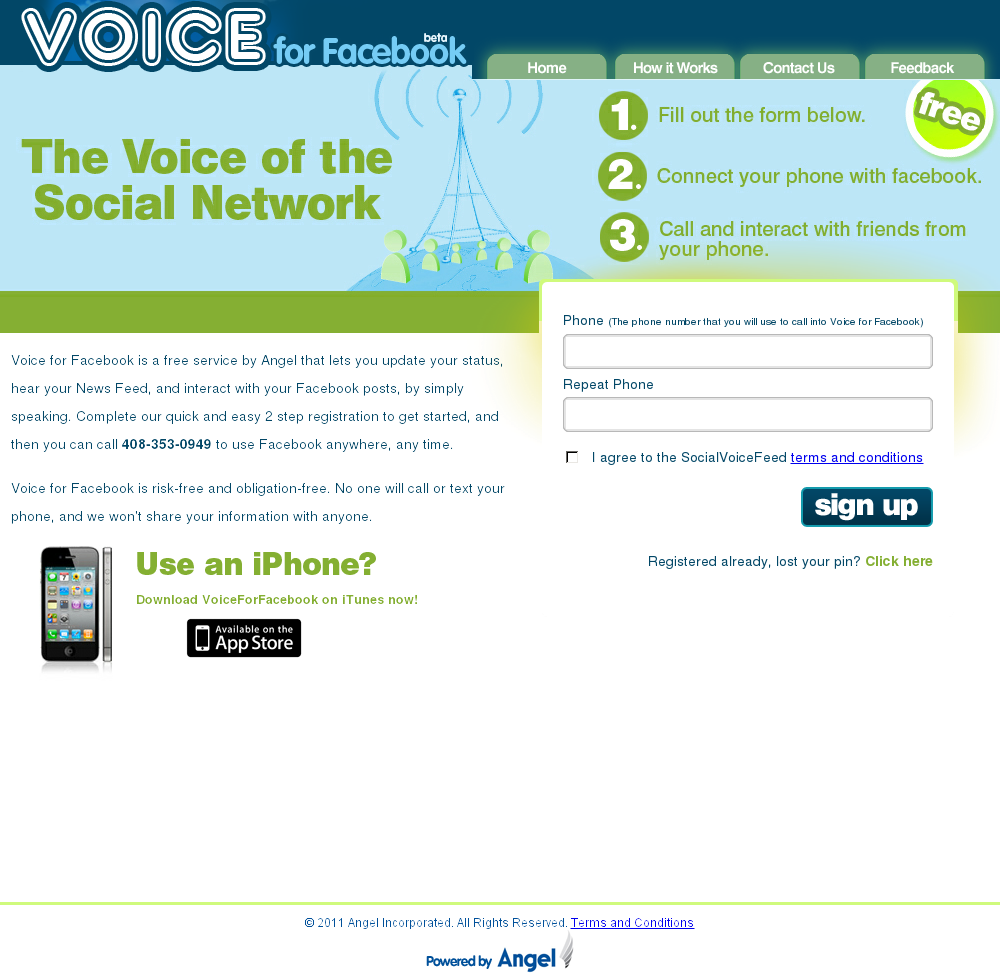 VOICE for Facebook beta
Home
How it Works
Contact Us
Feedback
The Voice of the
Social Network
1. Fill out the form below.
free
2. Connect your phone with facebook.
3. Call and interact with friends from
your phone.
Voice for Facebook is a free service by Angel that lets you update your status,
hear your News Feed, and interact with your Facebook posts, by simply
speaking. Complete our quick and easy 2 step registration to get started, and
then you can call 408-353-0949 to use Facebook anywhere, any time.
Voice for Facebook is risk-free and obligation-free. No one will call or text your
phone, and we won't share your information with anyone.
Use an iPhone?
Download VoiceForFacebook on iTunes now!
Available on the
App Store
Phone (The phone number that you will use to call into Voice for Facebook)
Repeat Phone
I agree to the SocialVoiceFeed terms and conditions
sign up
Registered already, lost your pin? Click here
© 2011 Angel Incorporated. All Rights Reserved. Terms and Conditions
Powered by Angel